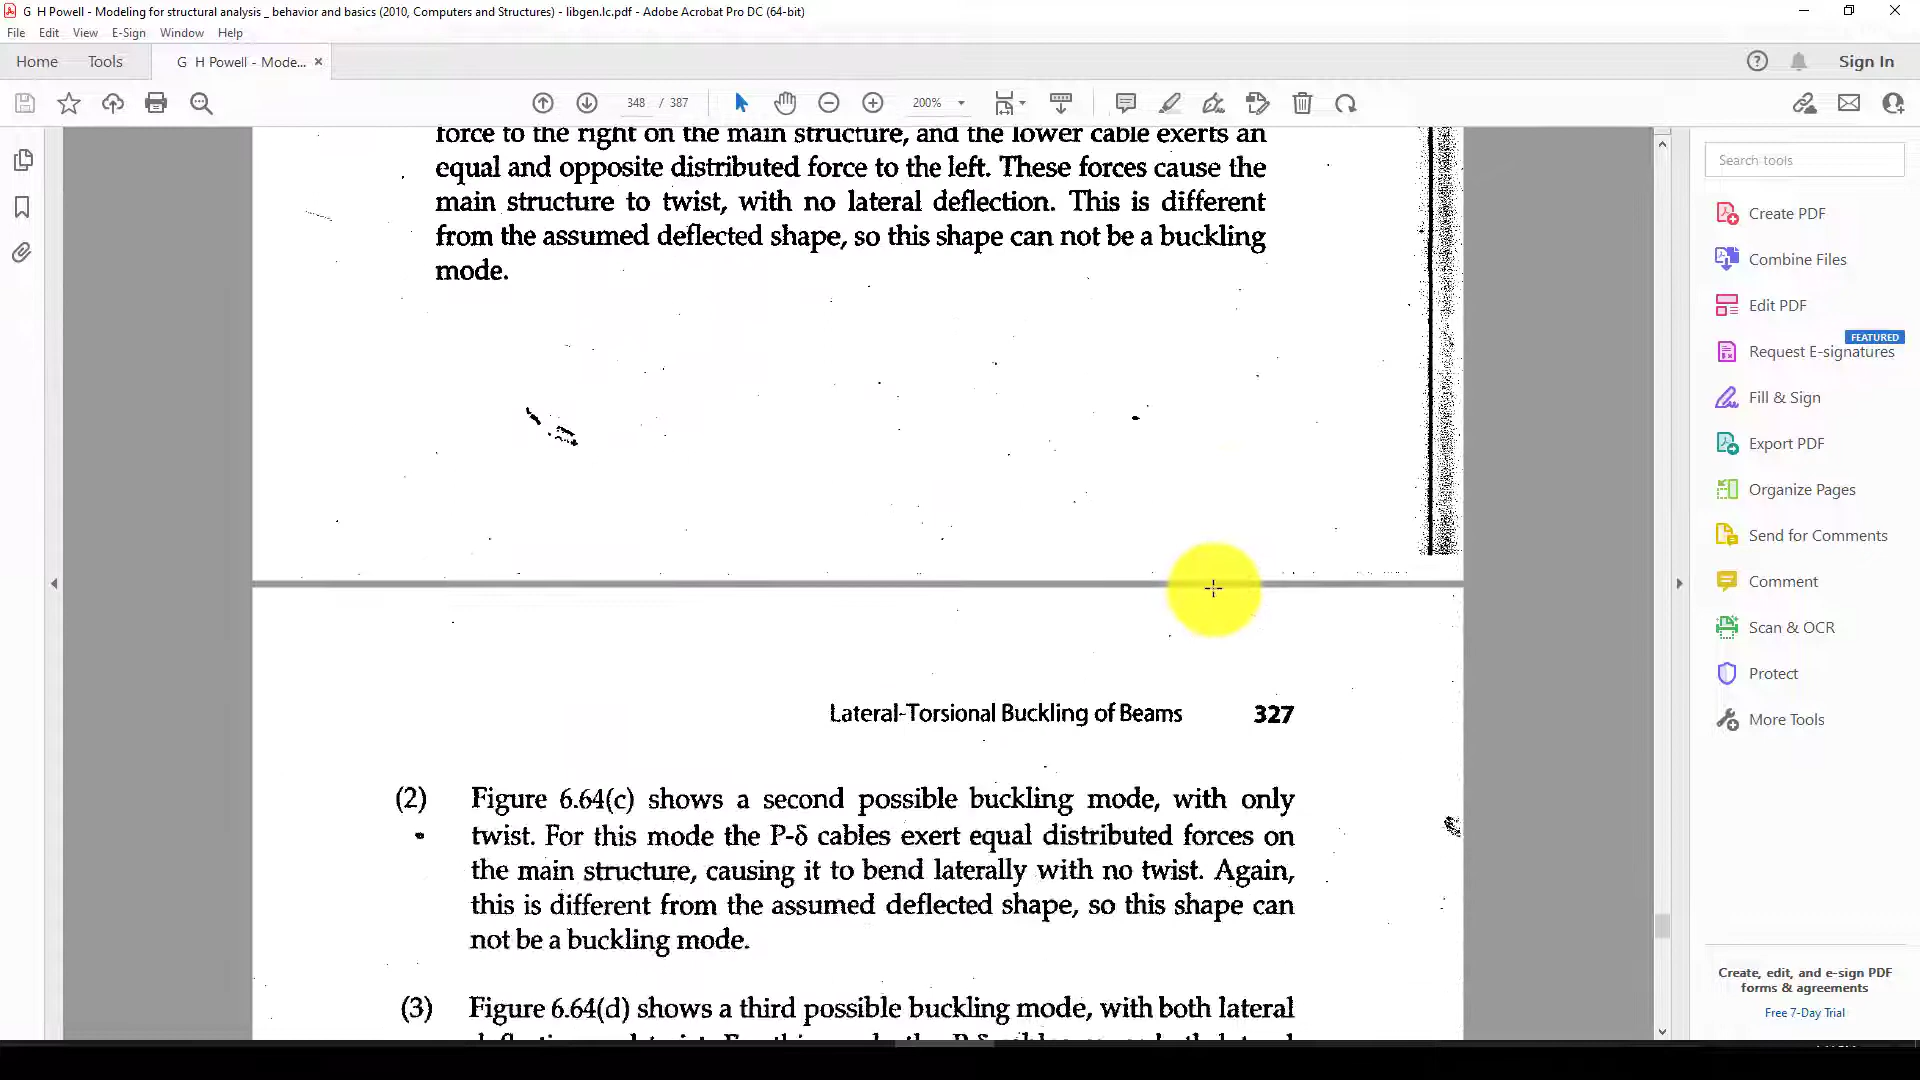 G H Powell - Modeling for structural analysis _ behavior and basics (2010, Computers and Structures) - libgen.lc.pdf - Adobe Acrobat Pro DC (64-bit)
File Edit View E-Sign Window Help
Home Tools G H Powell - Mode... × Sign In
348 / 387 200%
force to the right on the main structure, and the lower cable exerts an
equal and opposite distributed force to the left. These forces cause the
main structure to twist, with no lateral deflection. This is different
from the assumed deflected shape, so this shape can not be a buckling
mode.
Lateral-Torsional Buckling of Beams 327
(2) Figure 6.64(c) shows a second possible buckling mode, with only
twist. For this mode the P-δ cables exert equal distributed forces on
the main structure, causing it to bend laterally with no twist. Again,
this is different from the assumed deflected shape, so this shape can
not be a buckling mode.
(3) Figure 6.64(d) shows a third possible buckling mode, with both lateral
Search tools
Create PDF
Combine Files
Edit PDF
FEATURED
Request E-signatures
Fill & Sign
Export PDF
Organize Pages
Send for Comments
Comment
Scan & OCR
Protect
More Tools
Create, edit, and e-sign PDF
forms & agreements
Free 7-Day Trial